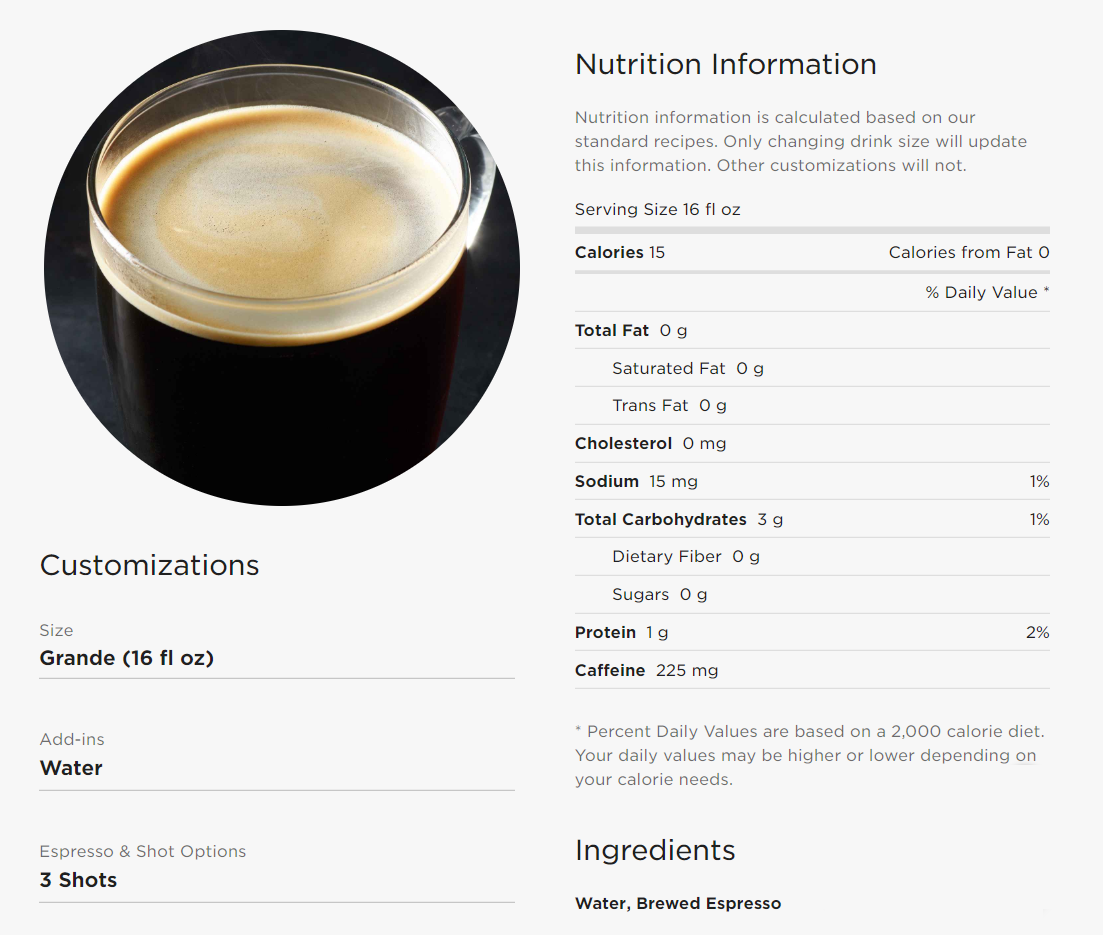 Customizations
Size
Grande (16 fl oz)
Add-ins
Water
Espresso & Shot Options
3 Shots
Nutrition Information
Nutrition information is calculated based on our
standard recipes. Only changing drink size will update
this information. Other customizations will not.
Serving Size 16 fl oz
Calories 15 Calories from Fat 0
% Daily Value *
Total Fat 0 g
Saturated Fat 0 g
Trans Fat 0 g
Cholesterol 0 mg
Sodium 15 mg 1%
Total Carbohydrates 3 g 1%
Dietary Fiber 0 g
Sugars 0 g
Protein 1 g 2%
Caffeine 225 mg
* Percent Daily Values are based on a 2,000 calorie diet.
Your daily values may be higher or lower depending on
your calorie needs.
Ingredients
Water, Brewed Espresso